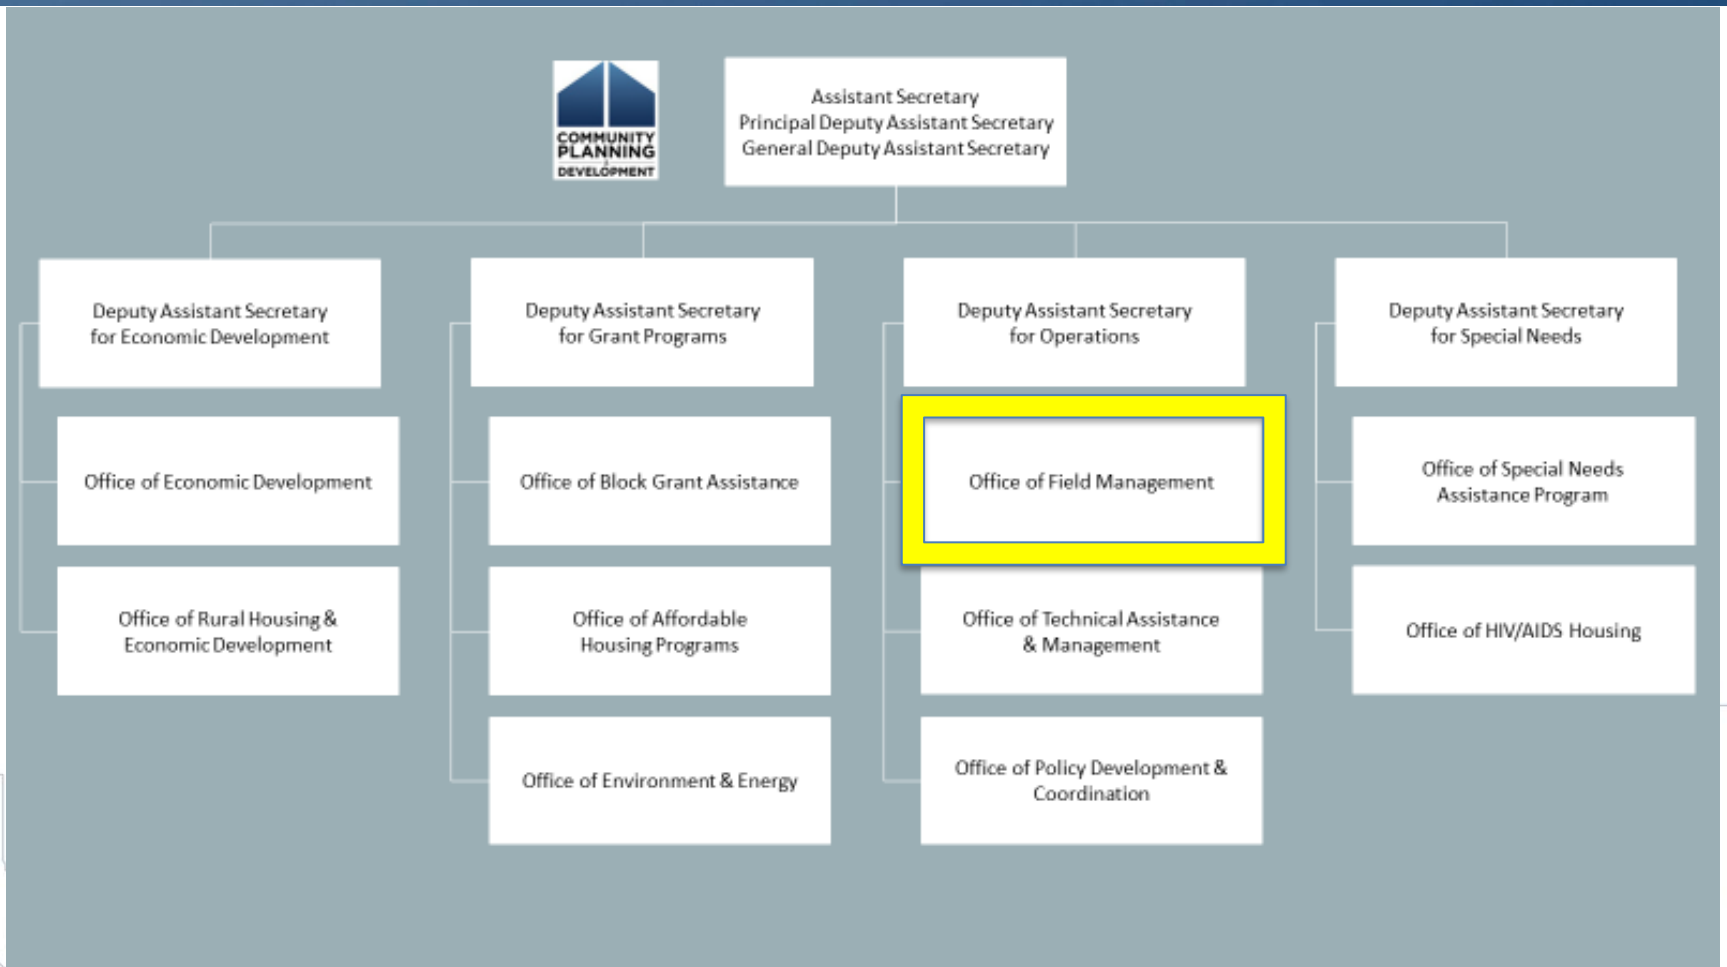 COMMUNITY
PLANNING
DEVELOPMENT
Assistant Secretary
Principal Deputy Assistant Secretary
General Deputy Assistant Secretary
Deputy Assistant Secretary
for Economic Development
Deputy Assistant Secretary
for Grant Programs
Deputy Assistant Secretary
for Operations
Deputy Assistant Secretary
for Special Needs
Office of Economic Development
Office of Block Grant Assistance
Office of Field Management
Office of Special Needs
Assistance Program
Office of Rural Housing &
Economic Development
Office of Affordable
Housing Programs
Office of Technical Assistance
& Management
Office of HIV/AIDS Housing
Office of Environment & Energy
Office of Policy Development &
Coordination